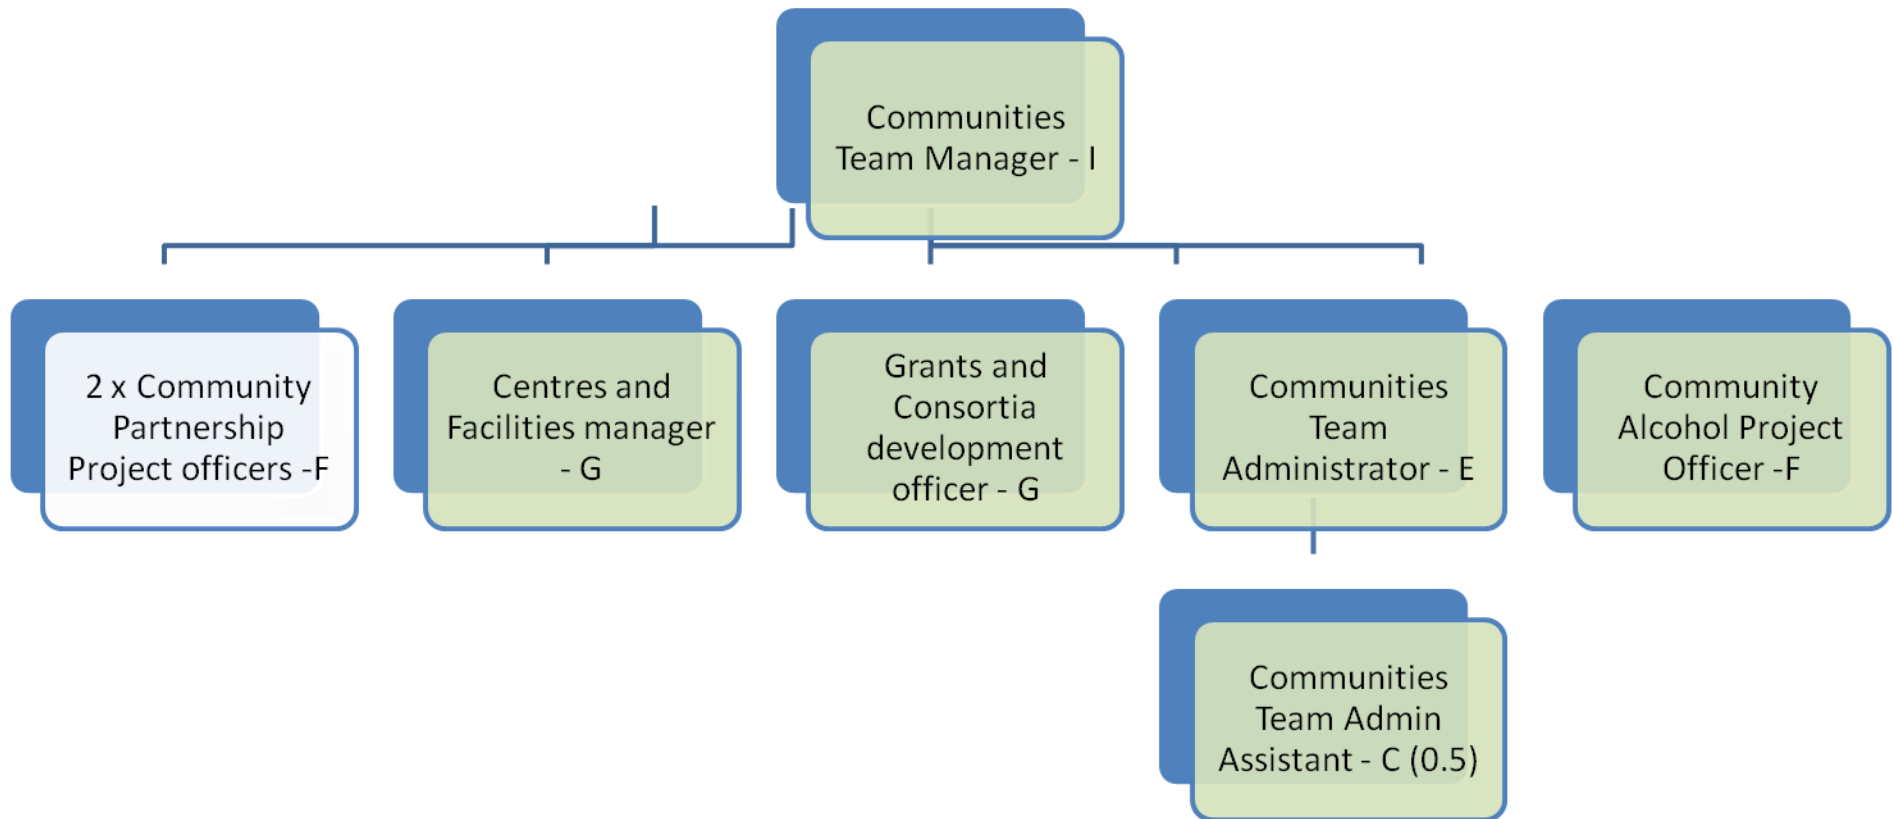 Communities
Team Manager - I
2 x Community
Partnership
Project officers -F
Centres and
Facilities manager
- G
Grants and
Consortia
development
officer - G
Communities
Team
Administrator - E
Community
Alcohol Project
Officer -F
Communities
Team Admin
Assistant - C (0.5)